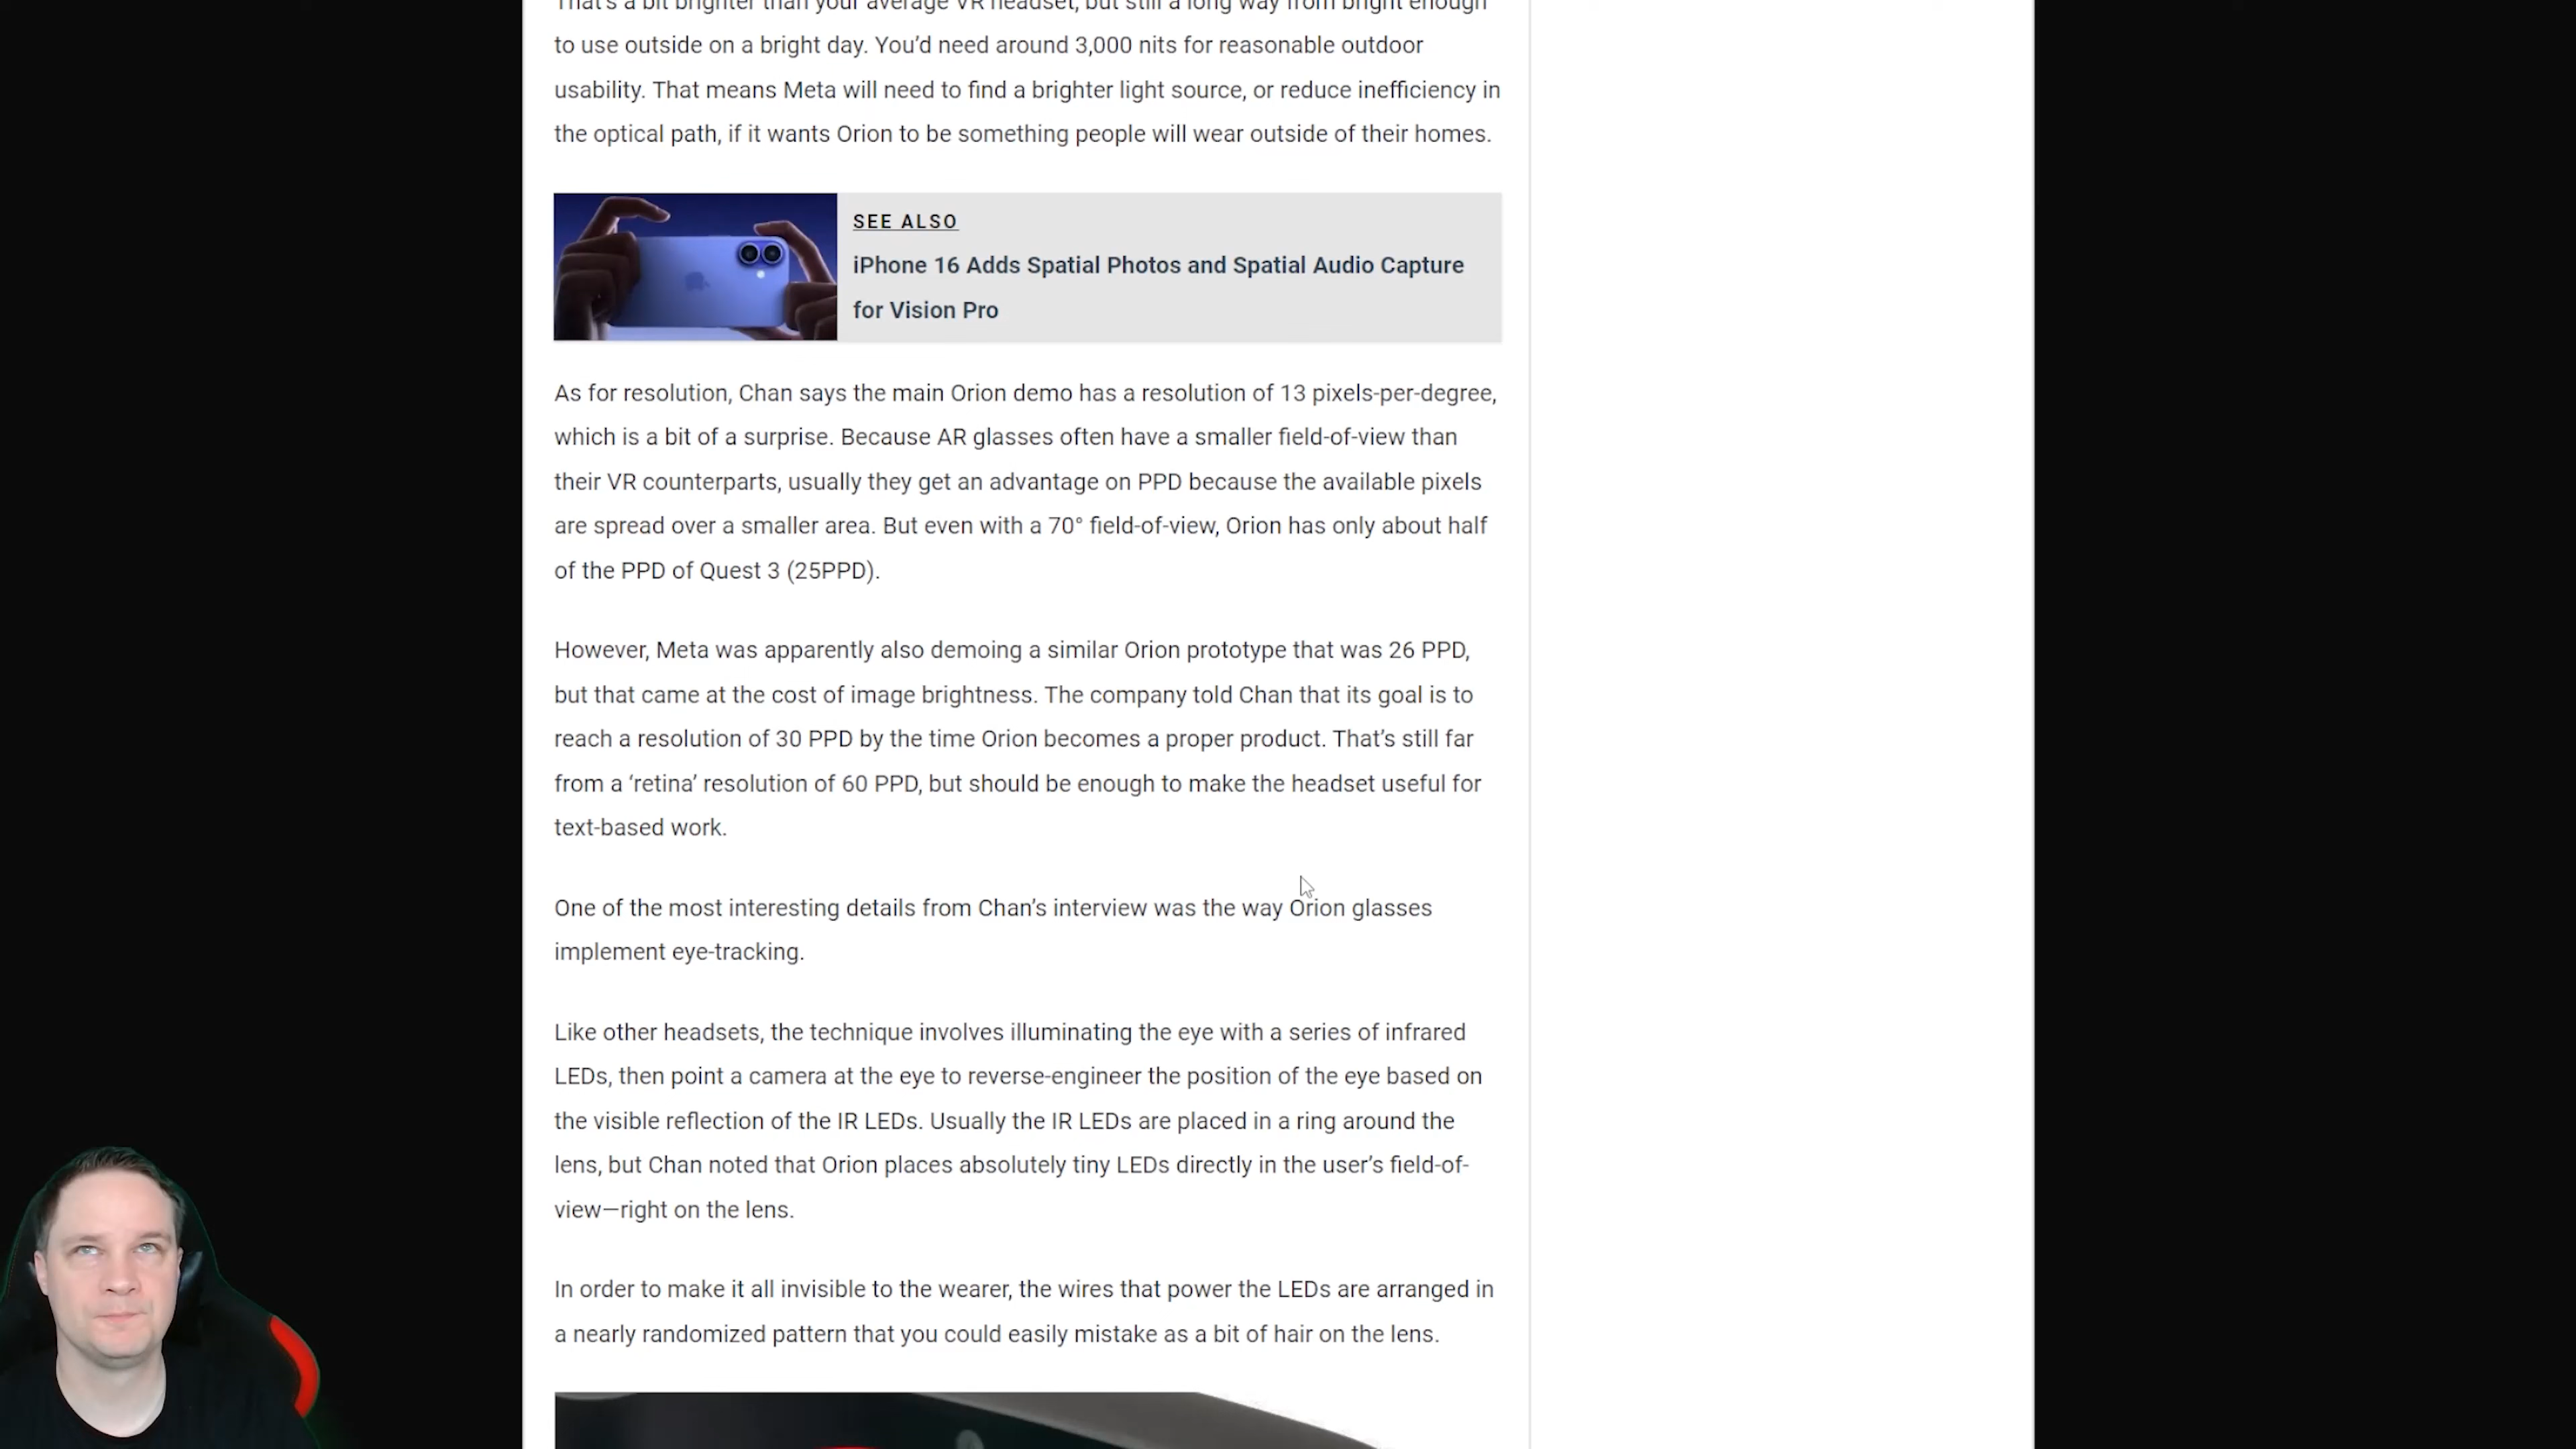 That's a bit brighter than your average VR headset, but still a long way from bright enough
to use outside on a bright day. You'd need around 3,000 nits for reasonable outdoor
usability. That means Meta will need to find a brighter light source, or reduce inefficiency in
the optical path, if it wants Orion to be something people will wear outside of their homes.
SEE ALSO
iPhone 16 Adds Spatial Photos and Spatial Audio Capture
for Vision Pro
As for resolution, Chan says the main Orion demo has a resolution of 13 pixels-per-degree,
which is a bit of a surprise. Because AR glasses often have a smaller field-of-view than
their VR counterparts, usually they get an advantage on PPD because the available pixels
are spread over a smaller area. But even with a 70° field-of-view, Orion has only about half
of the PPD of Quest 3 (25PPD).
However, Meta was apparently also demoing a similar Orion prototype that was 26 PPD,
but that came at the cost of image brightness. The company told Chan that its goal is to
reach a resolution of 30 PPD by the time Orion becomes a proper product. That's still far
from a ‘retina’ resolution of 60 PPD, but should be enough to make the headset useful for
text-based work.
One of the most interesting details from Chan's interview was the way Orion glasses
implement eye-tracking.
Like other headsets, the technique involves illuminating the eye with a series of infrared
LEDs, then point a camera at the eye to reverse-engineer the position of the eye based on
the visible reflection of the IR LEDs. Usually the IR LEDs are placed in a ring around the
lens, but Chan noted that Orion places absolutely tiny LEDs directly in the user's field-of-
view—right on the lens.
In order to make it all invisible to the wearer, the wires that power the LEDs are arranged in
a nearly randomized pattern that you could easily mistake as a bit of hair on the lens.